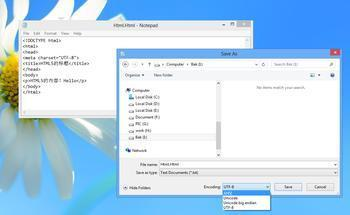 Html.Html - Notepad
File Edit Format View Help
<!DOCTYPE Html>
<html>
<head>
<meta charset="UTF-8">
<title>HTML5的标题</title>
</head>
<body>
<p>HTML5的内容! Hello</p>
</body>
</html>
Save As
Computer
Bak (I:)
Search Bak (I:)
Organize
New Folder
Computer
Local Disk (C:)
Local Disk (D:)
Local Disk (E:)
Document (F:)
PIC (G:)
work (H:)
Bak (I:)
Network
No items match your search.
File name: Html.Html
Save as type: Text Documents (*.txt)
Hide Folders
Encoding: UTF-8
Save
Cancel
ANSI
Unicode
Unicode big endian
UTF-8